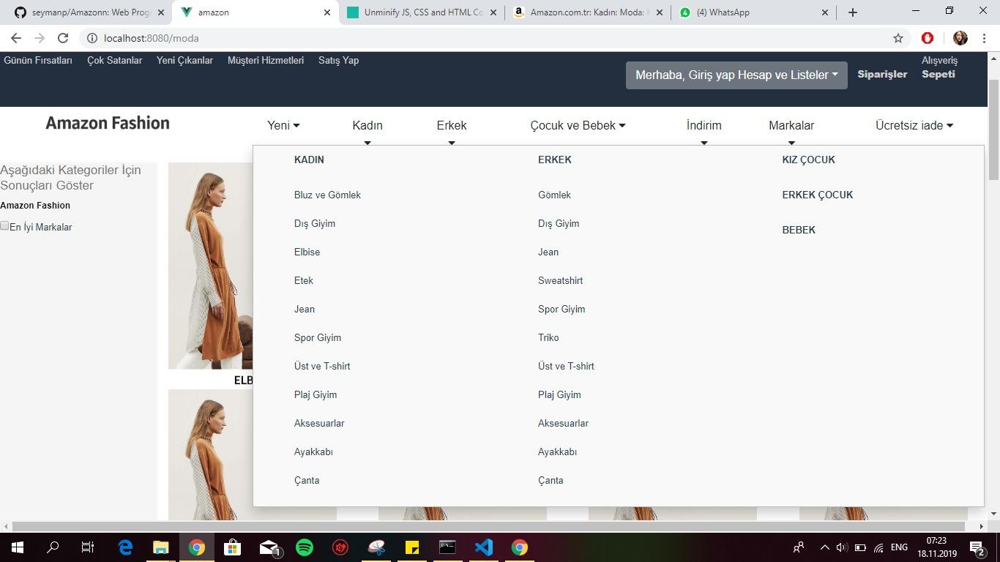 seymanp/Amazonn: Web Prog
amazon
Unminify JS, CSS and HTML Co
Amazon.com.tr: Kadın: Moda:
(4) WhatsApp
localhost:8080/moda
Günün Fırsatları Çok Satanlar Yeni Çıkanlar Müşteri Hizmetleri Satış Yap
Merhaba, Giriş yap Hesap ve Listeler
Siparişler
Alışveriş
Sepeti
Amazon Fashion
Yeni Kadın Erkek Çocuk ve Bebek İndirim Markalar Ücretsiz iade
Aşağıdaki Kategoriler İçin
Sonuçları Göster
Amazon Fashion
En İyi Markalar
ELB
KADIN
Bluz ve Gömlek
Dış Giyim
Elbise
Etek
Jean
Spor Giyim
Üst ve T-shirt
Plaj Giyim
Aksesuarlar
Ayakkabı
Çanta
ERKEK
Gömlek
Dış Giyim
Jean
Sweatshirt
Spor Giyim
Triko
Üst ve T-shirt
Plaj Giyim
Aksesuarlar
Ayakkabı
Çanta
KIZ ÇOCUK
ERKEK ÇOCUK
BEBEK
1
ENG
07:23
18.11.2019
2